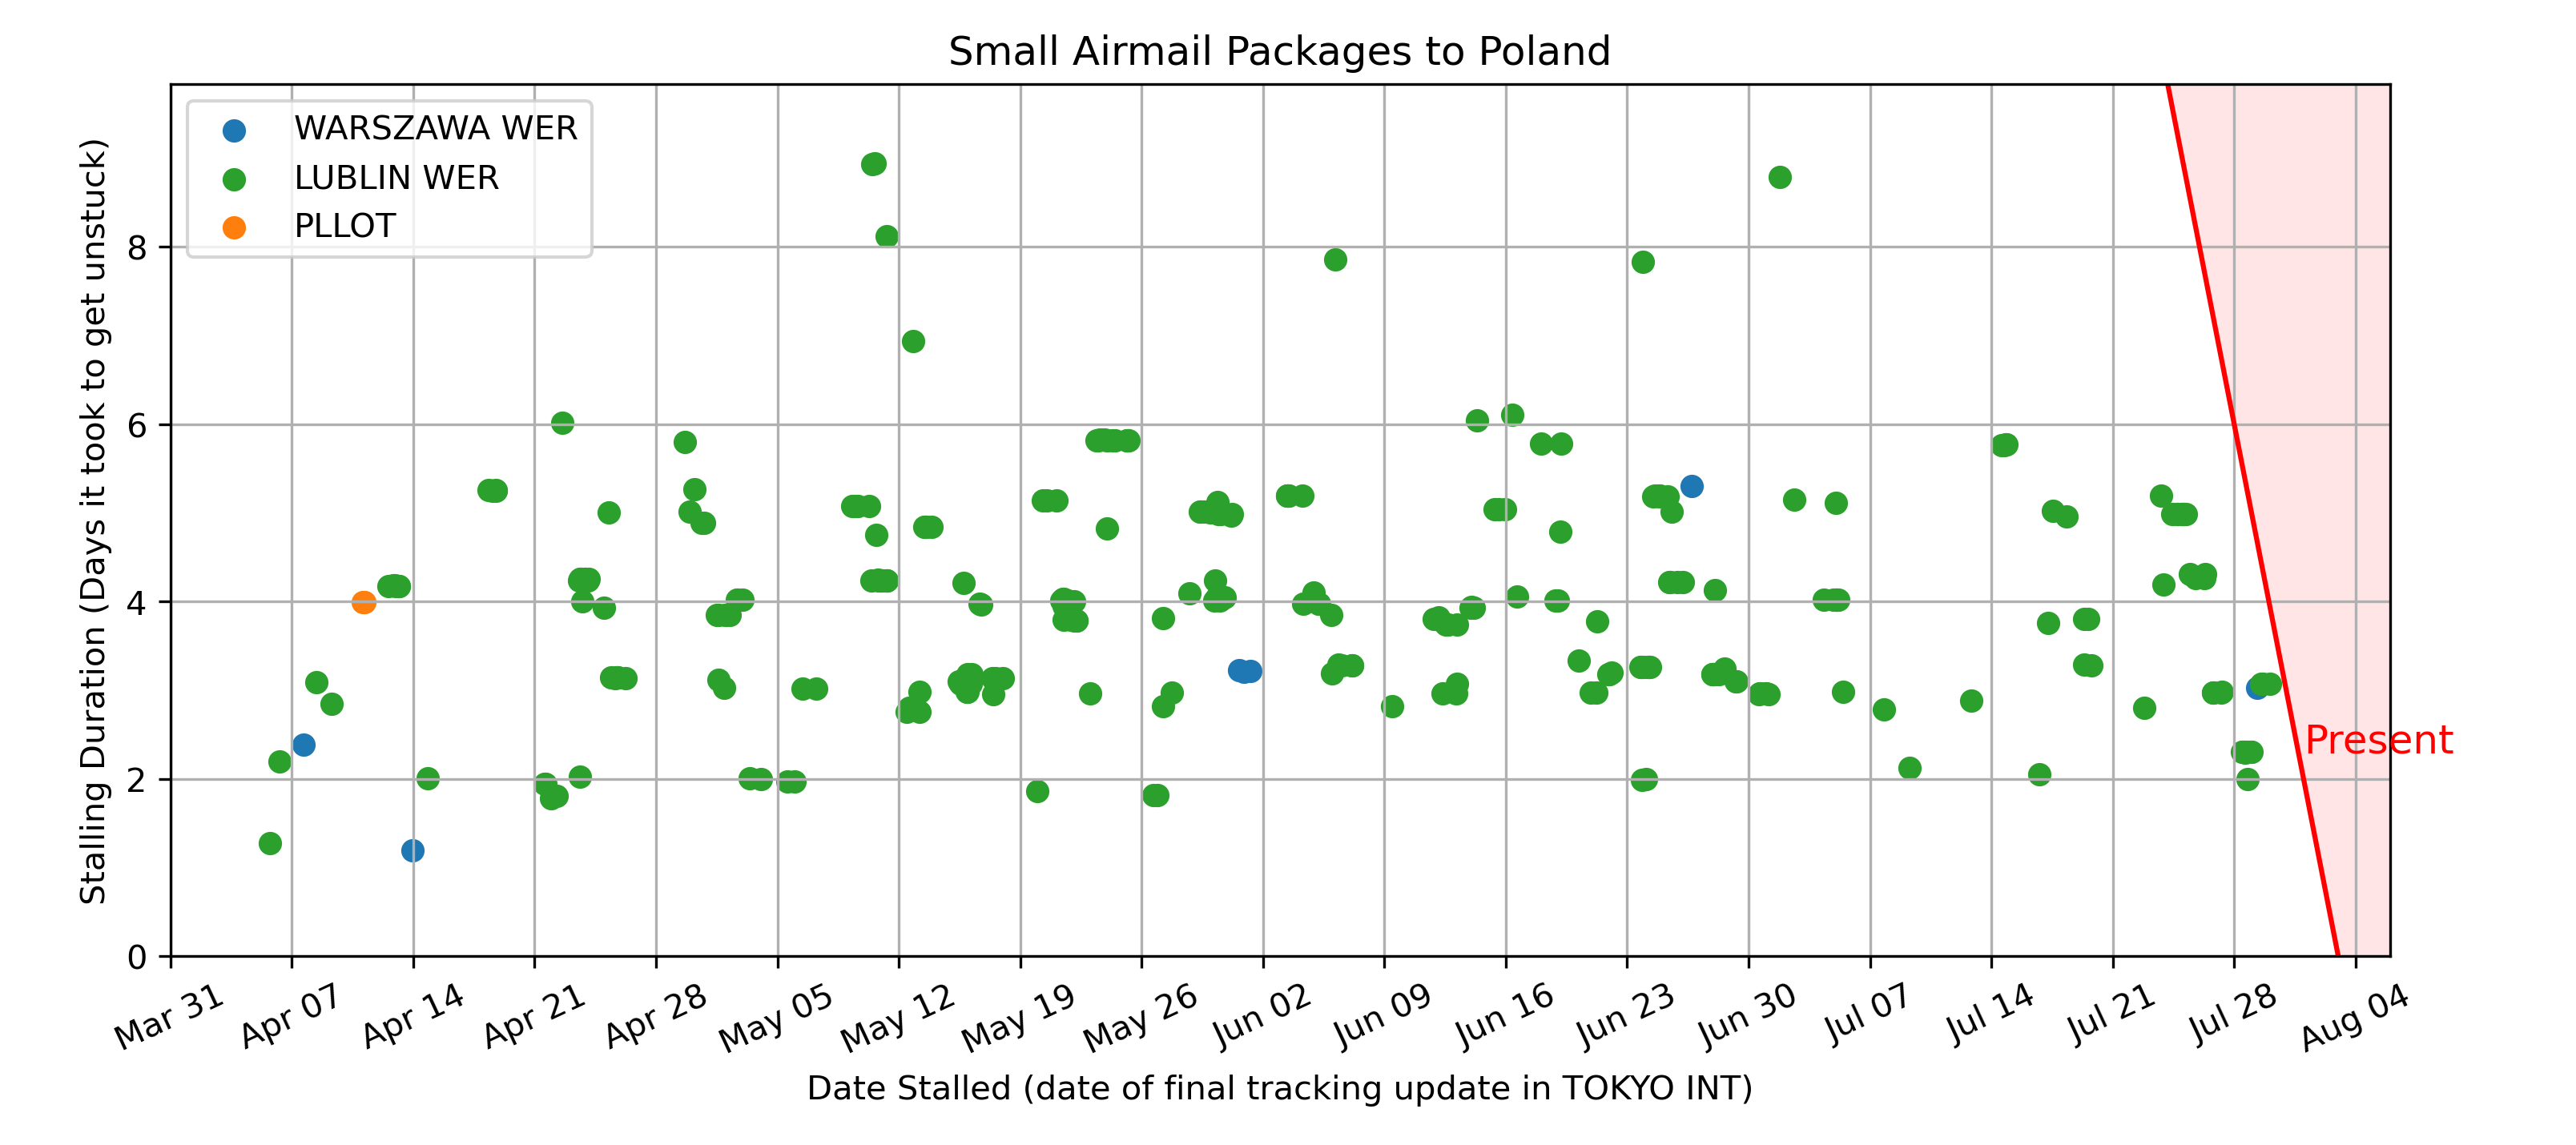 Small Airmail Packages to Poland
WARSZAWA WER
LUBLIN WER
PLLOT
Stalling Duration (Days it took to get unstuck)
8
6
4
2
0
Present
Mar 31
Apr 07
Apr 14
Apr 21
Apr 28
May 05
May 12
May 19
May 26
Jun 02
Jun 09
Jun 16
Jun 23
Jun 30
Jul 07
Jul 14
Jul 21
Jul 28
Aug 04
Date Stalled (date of final tracking update in TOKYO INT)